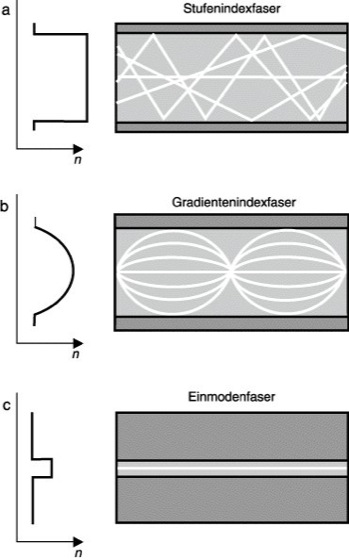 a
Stufenindexfaser
n
b
Gradientenindexfaser
n
c
Einmodenfaser
n